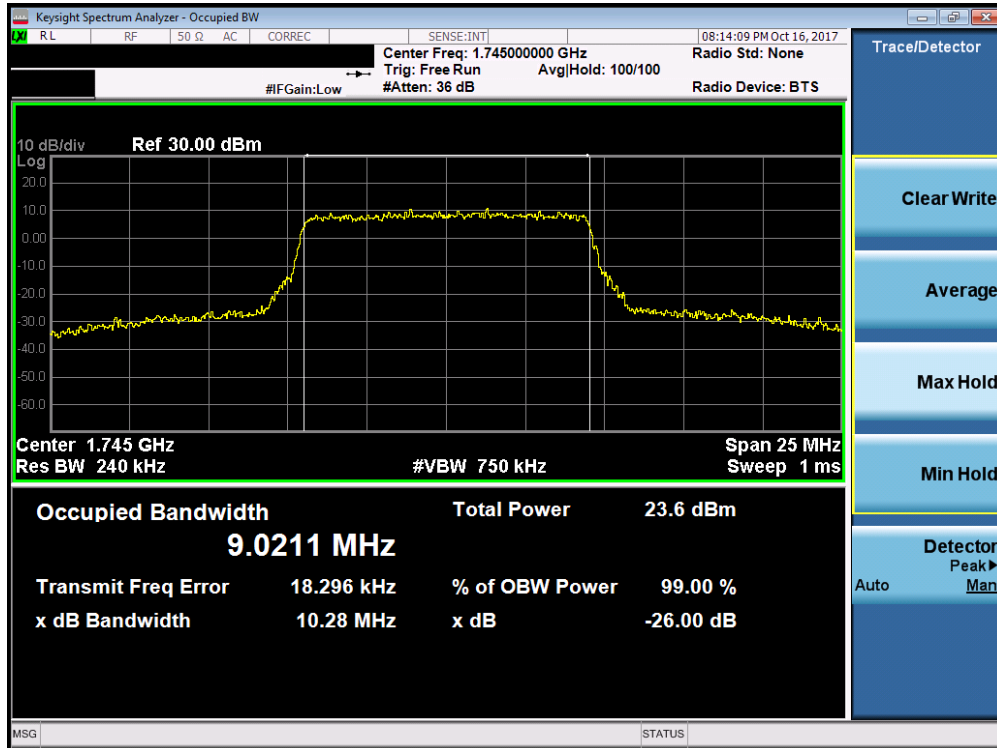 Keysight Spectrum Analyzer - Occupied BW
LXI RL RF 50 Ω AC CORREC SENSE:INT 08:14:09 PM Oct 16, 2017
Center Freq: 1.745000000 GHz Radio Std: None
Trig: Free Run Avg|Hold: 100/100
#IFGain:Low #Atten: 36 dB Radio Device: BTS
Trace/Detector
10 dB/div Ref 30.00 dBm
Log
20.0
10.0
0.00
-10.0
-20.0
-30.0
-40.0
-50.0
-60.0
Center 1.745 GHz Span 25 MHz
Res BW 240 kHz #VBW 750 kHz Sweep 1 ms
Occupied Bandwidth Total Power 23.6 dBm
9.0211 MHz
Transmit Freq Error 18.296 kHz % of OBW Power 99.00 %
x dB Bandwidth 10.28 MHz x dB -26.00 dB
Clear Write
Average
Max Hold
Min Hold
Detector
Peak▶
Auto Man
MSG STATUS